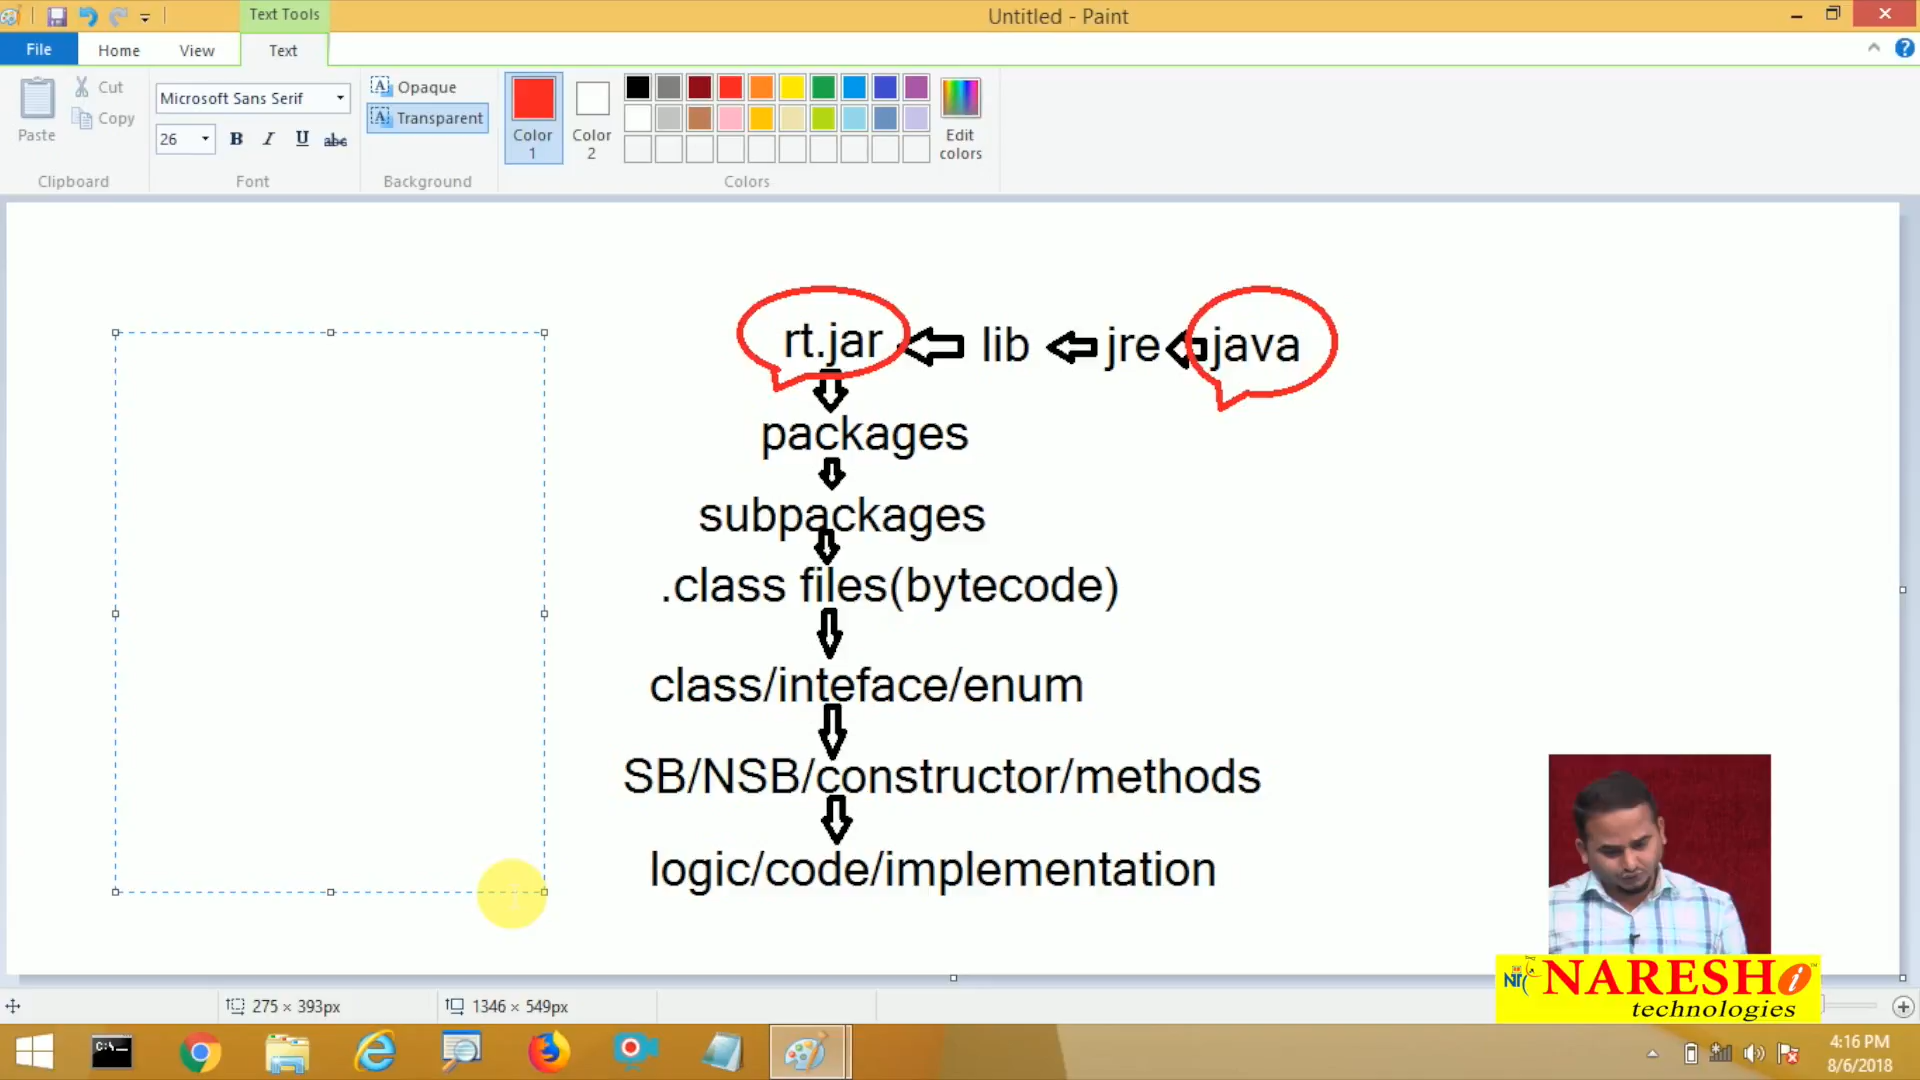 Text Tools
Untitled - Paint
File
Home
View
Text
Paste
Cut
Copy
Clipboard
Microsoft Sans Serif
26
B
I
U
abc
Font
A Opaque
A Transparent
Background
Color
1
Color
2
Edit
colors
Colors
rt.jar
lib
jre
java
packages
subpackages
.class files(bytecode)
class/inteface/enum
SB/NSB/constructor/methods
logic/code/implementation
NARESH i
technologies
275 × 393px
1346 × 549px
C:\
4:16 PM
8/6/2018